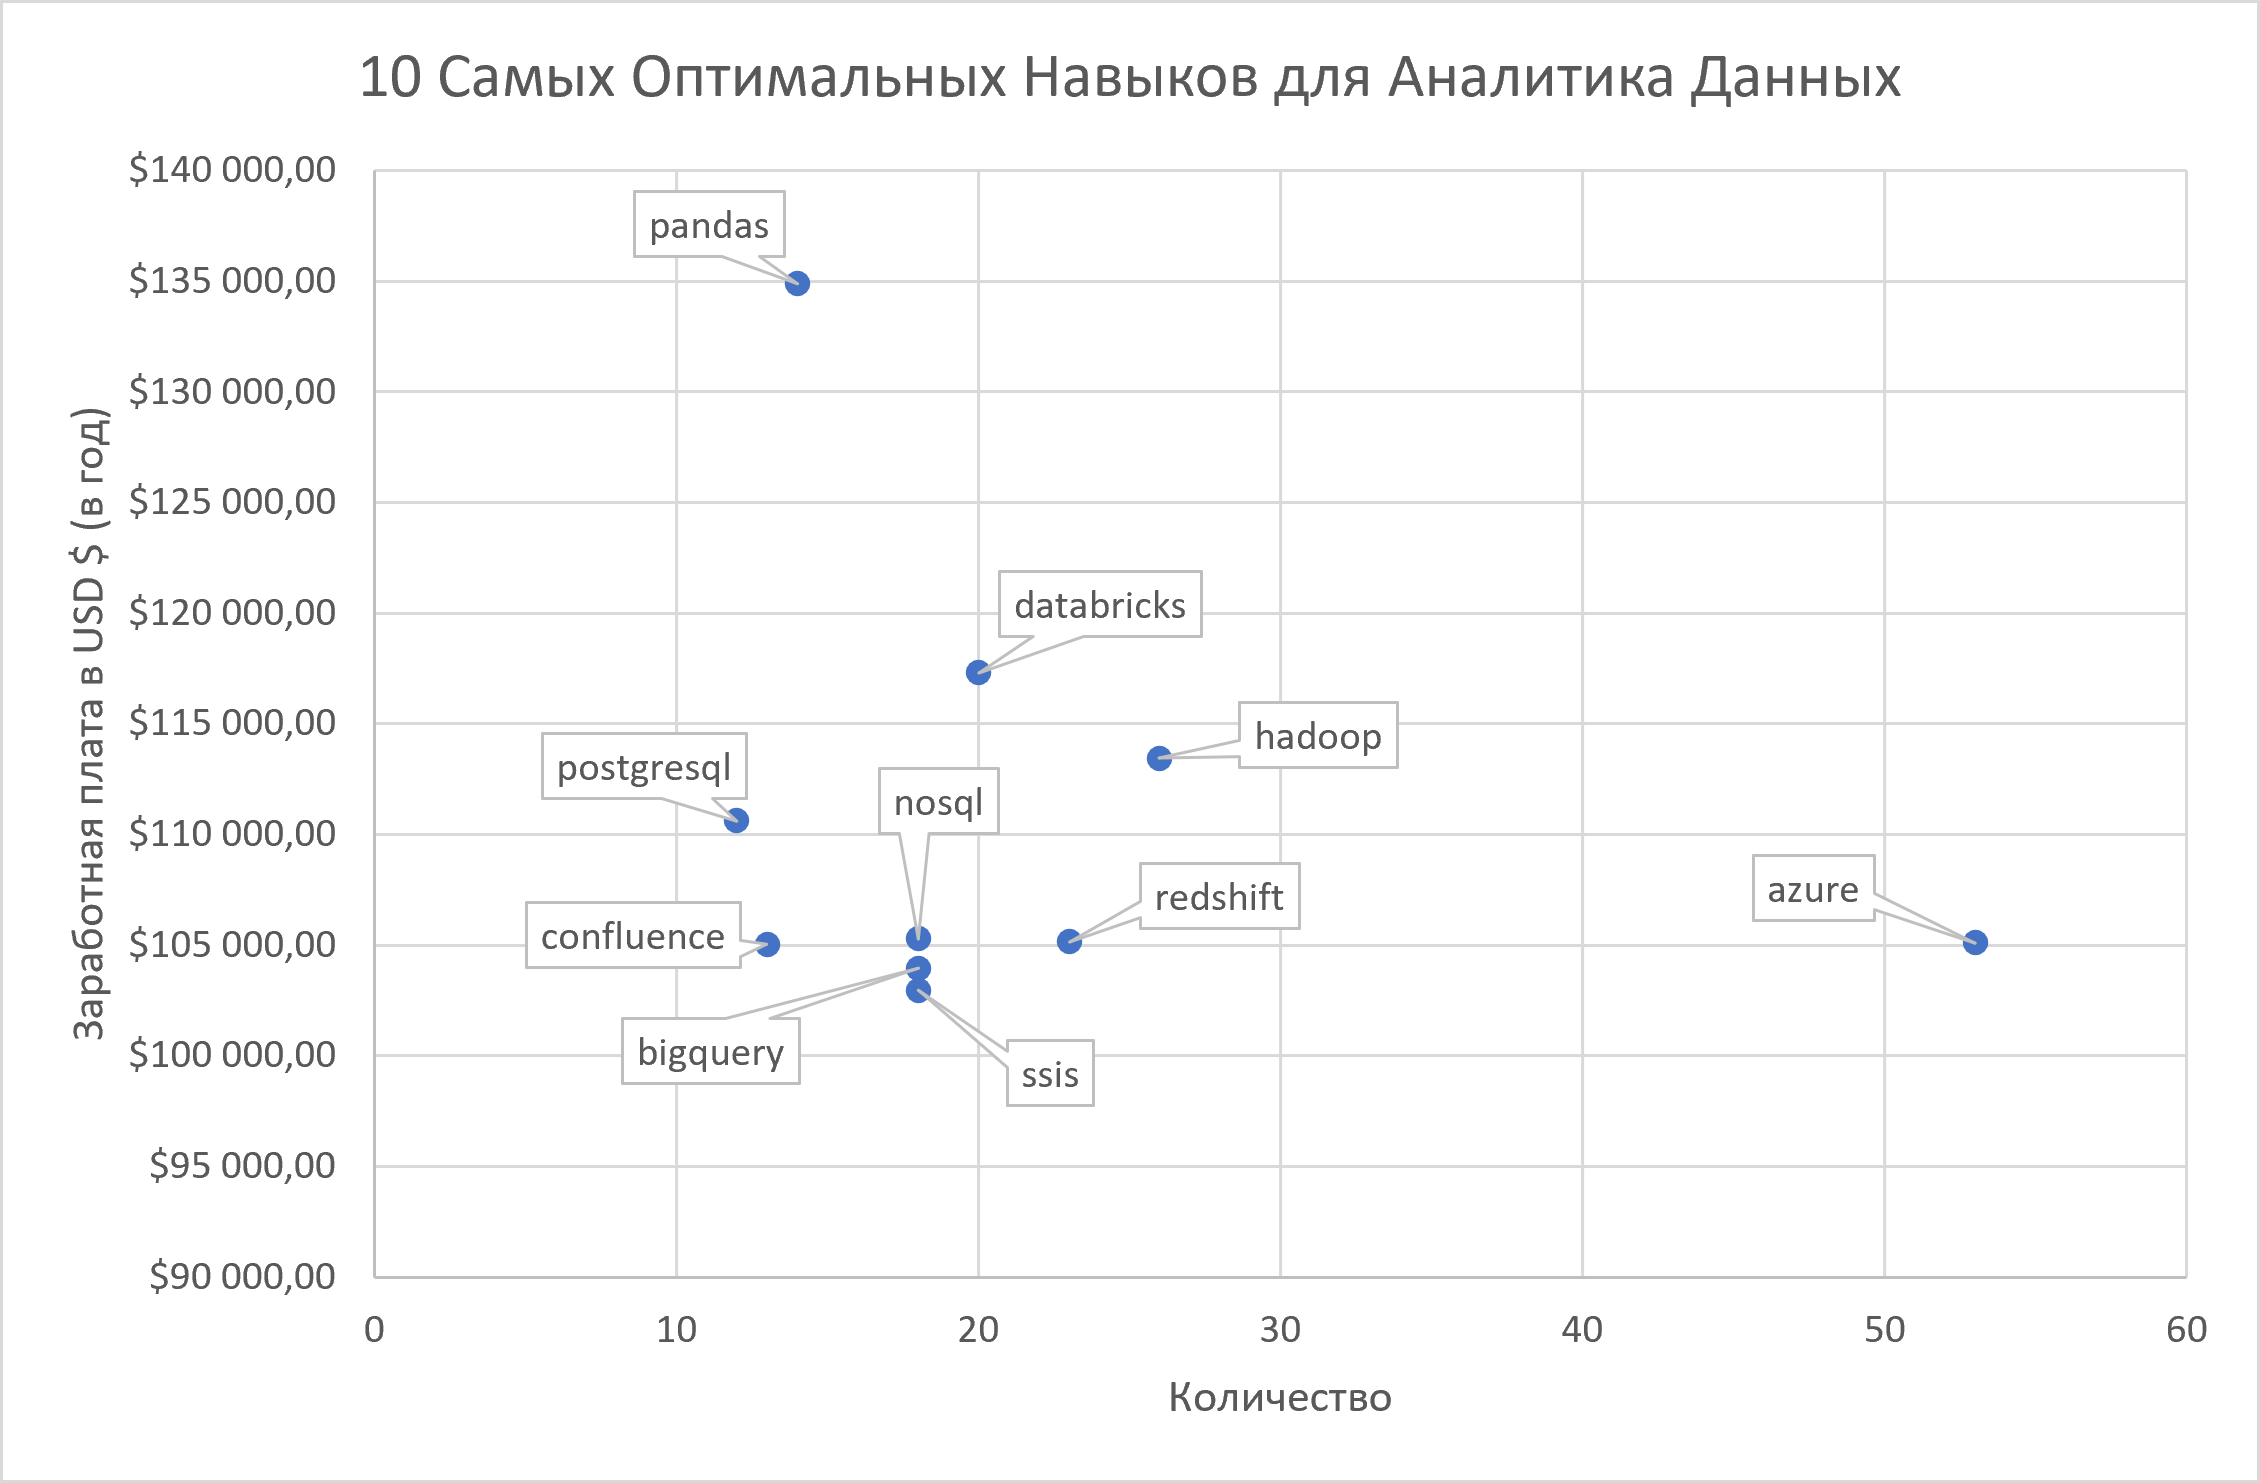 10 Самых Оптимальных Навыков для Аналитика Данных
Заработная плата в USD $ (в год)
$140 000,00
$135 000,00
$130 000,00
$125 000,00
$120 000,00
$115 000,00
$110 000,00
$105 000,00
$100 000,00
$95 000,00
$90 000,00
pandas
databricks
hadoop
postgresql
nosql
redshift
azure
confluence
bigquery
ssis
0 10 20 30 40 50 60
Количество